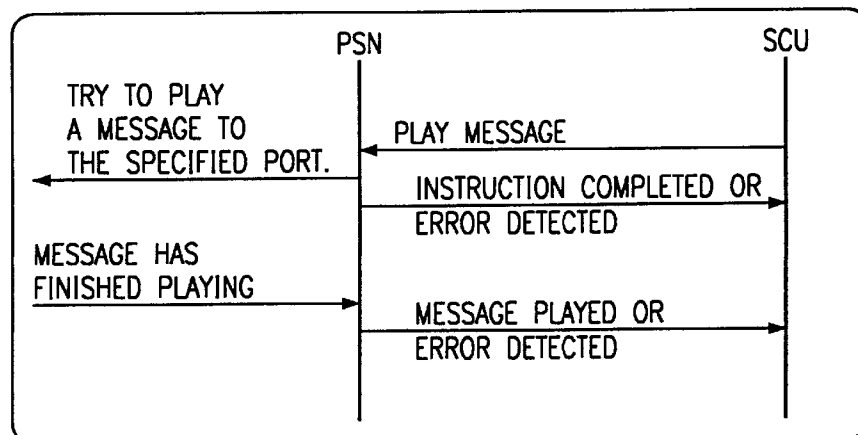 PSN
SCU
TRY TO PLAY
A MESSAGE TO
THE SPECIFIED PORT.
PLAY MESSAGE
INSTRUCTION COMPLETED OR
ERROR DETECTED
MESSAGE HAS
FINISHED PLAYING
MESSAGE PLAYED OR
ERROR DETECTED